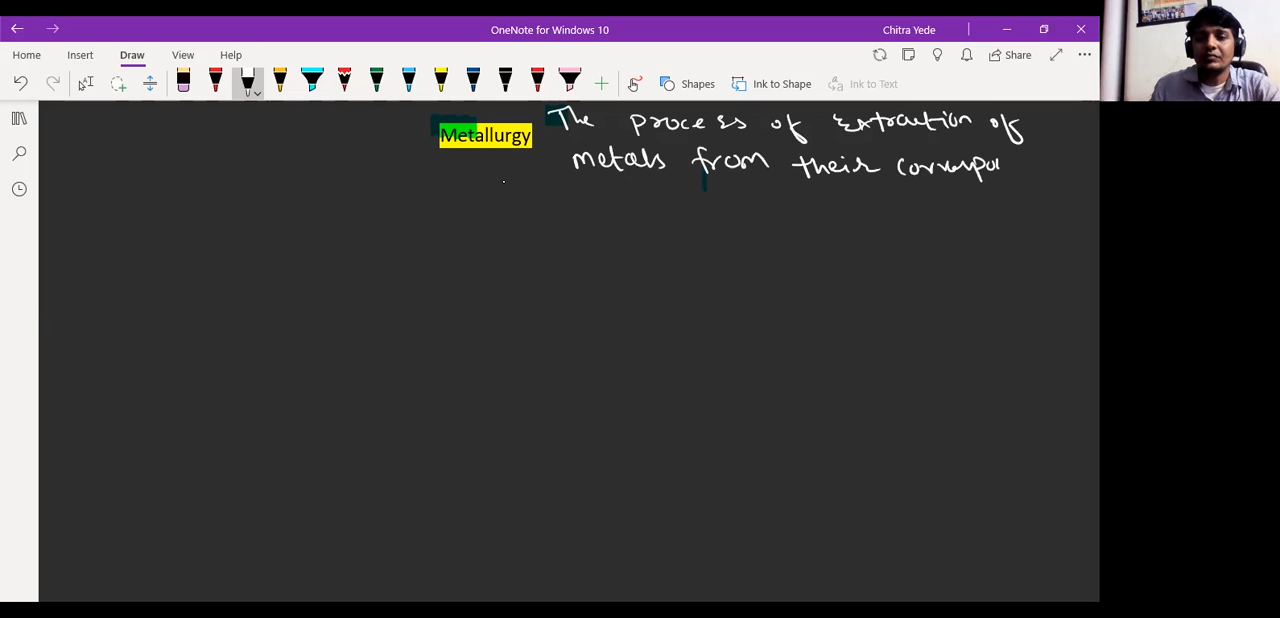 OneNote for Windows 10
Chitra Yede
Home Insert Draw View Help
Share
Shapes Ink to Shape Ink to Text
Metallurgy The process of extraction of
metals from their correspo